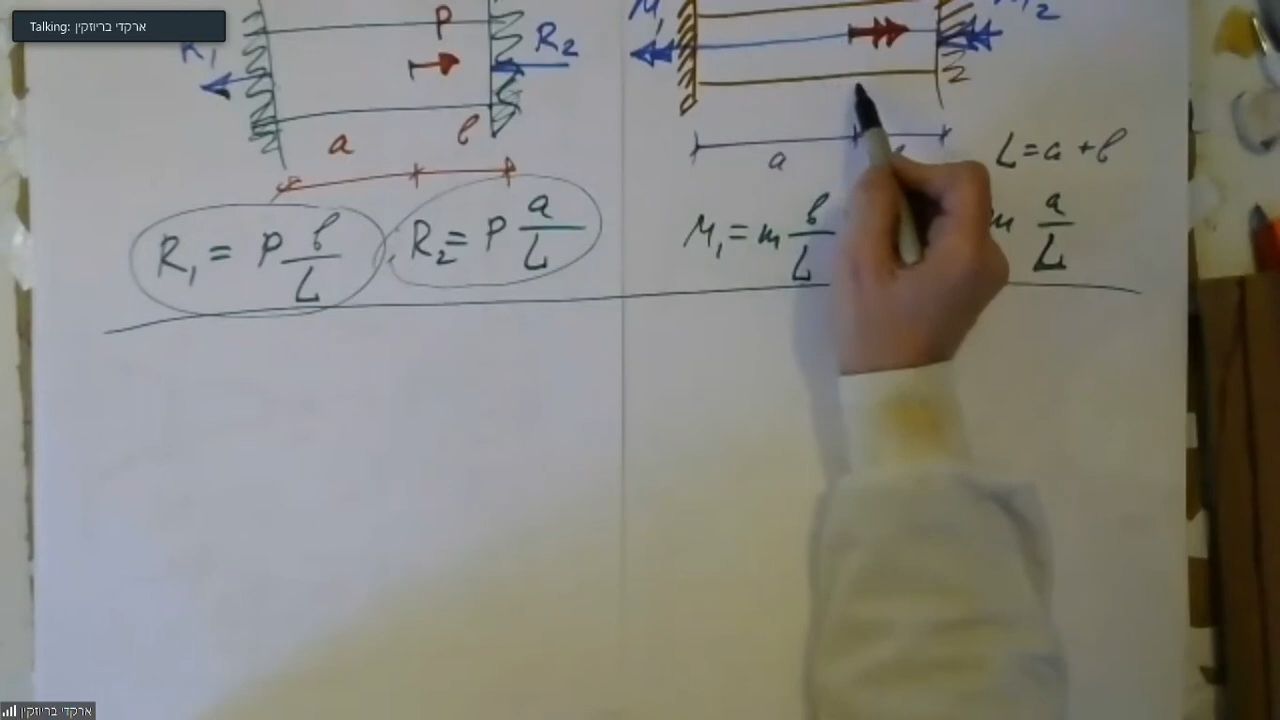 Talking: ארקדי בריוזקין
P
R₁
R₂
M₁
M₂
a
b
a
L = a + b
R₁ = P b/L , R₂ = P a/L
M₁ = m b/L
m a/L
ארקדי בריוזקין